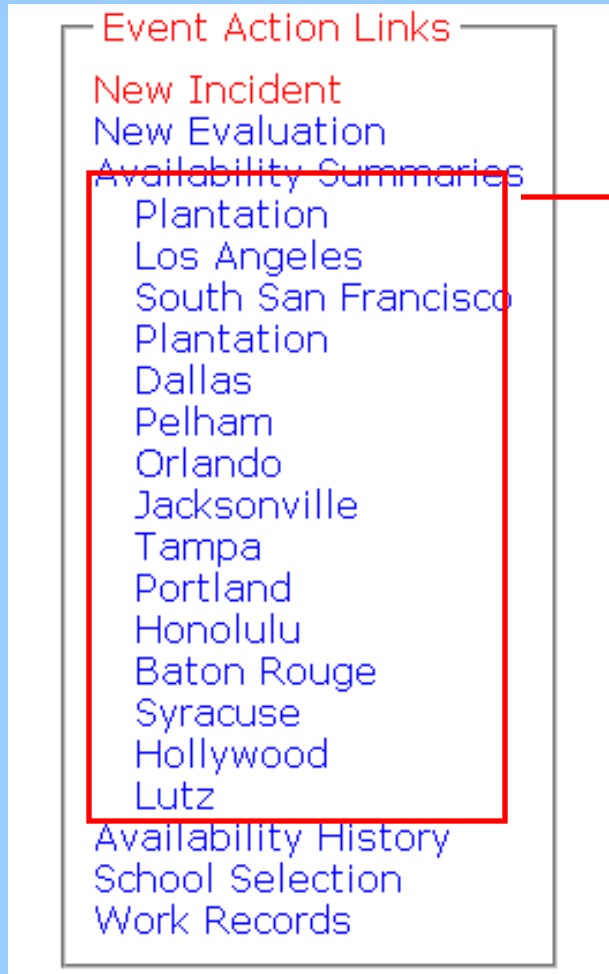 Event Action Links
New Incident
New Evaluation
Availability Summaries
Plantation
Los Angeles
South San Francisco
Plantation
Dallas
Pelham
Orlando
Jacksonville
Tampa
Portland
Honolulu
Baton Rouge
Syracuse
Hollywood
Lutz
Availability History
School Selection
Work Records